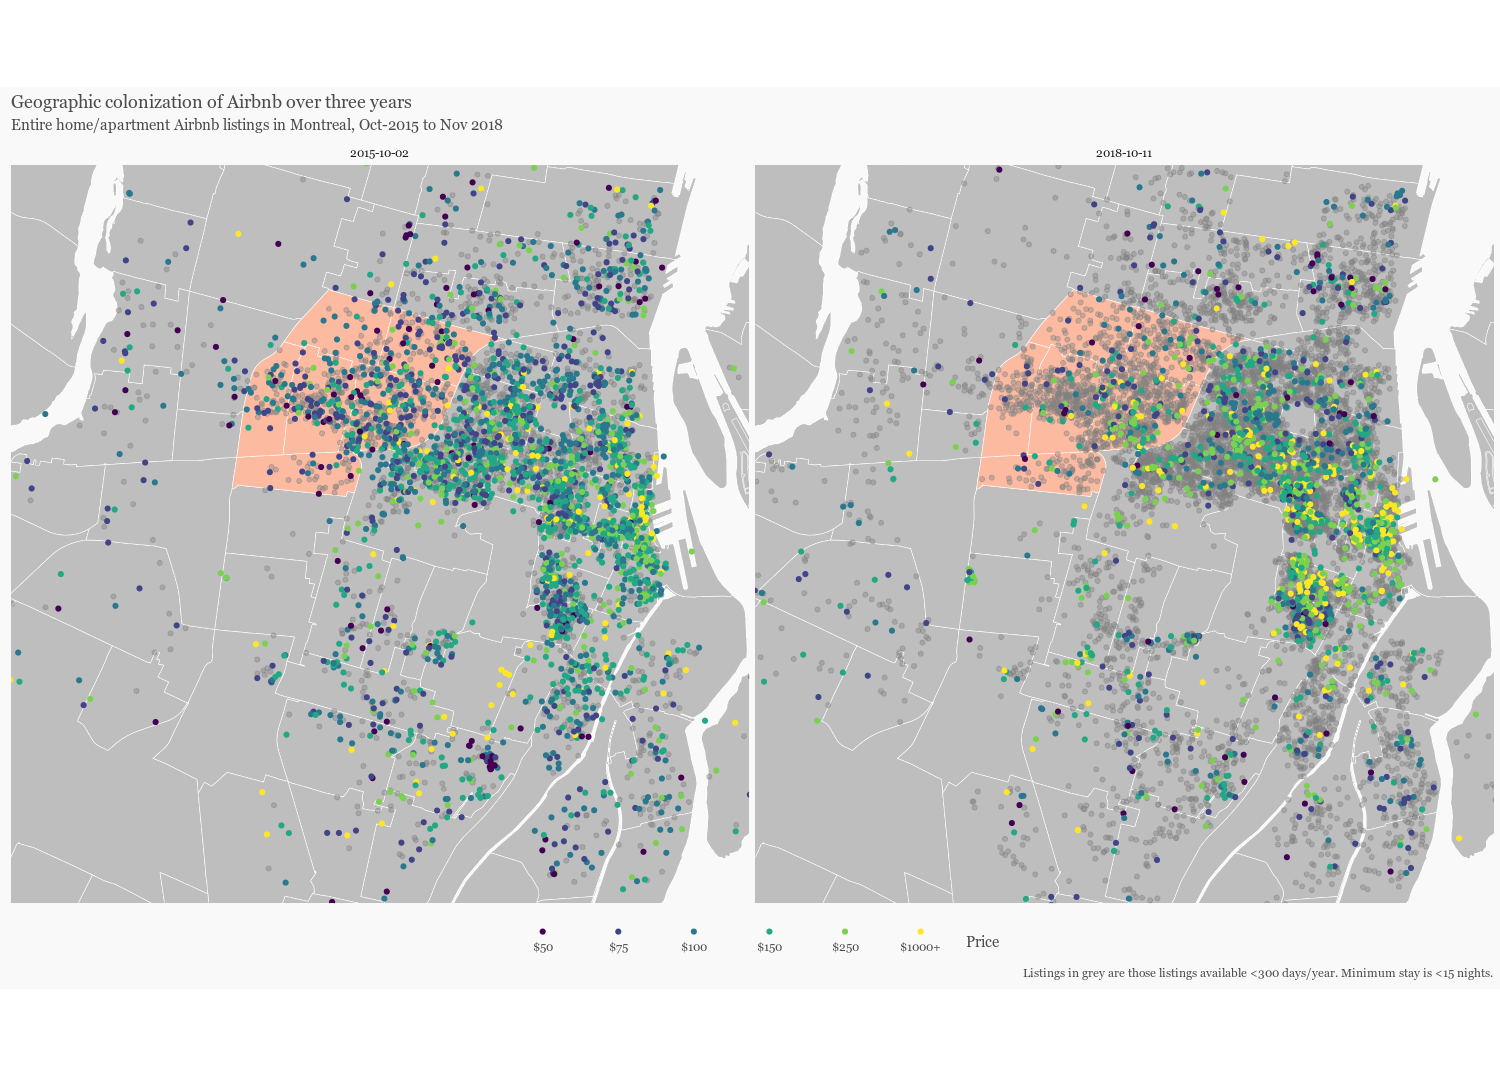 Geographic colonization of Airbnb over three years
Entire home/apartment Airbnb listings in Montreal, Oct-2015 to Nov 2018
2015-10-02
2018-10-11
$50 $75 $100 $150 $250 $1000+ Price
Listings in grey are those listings available <300 days/year. Minimum stay is <15 nights.